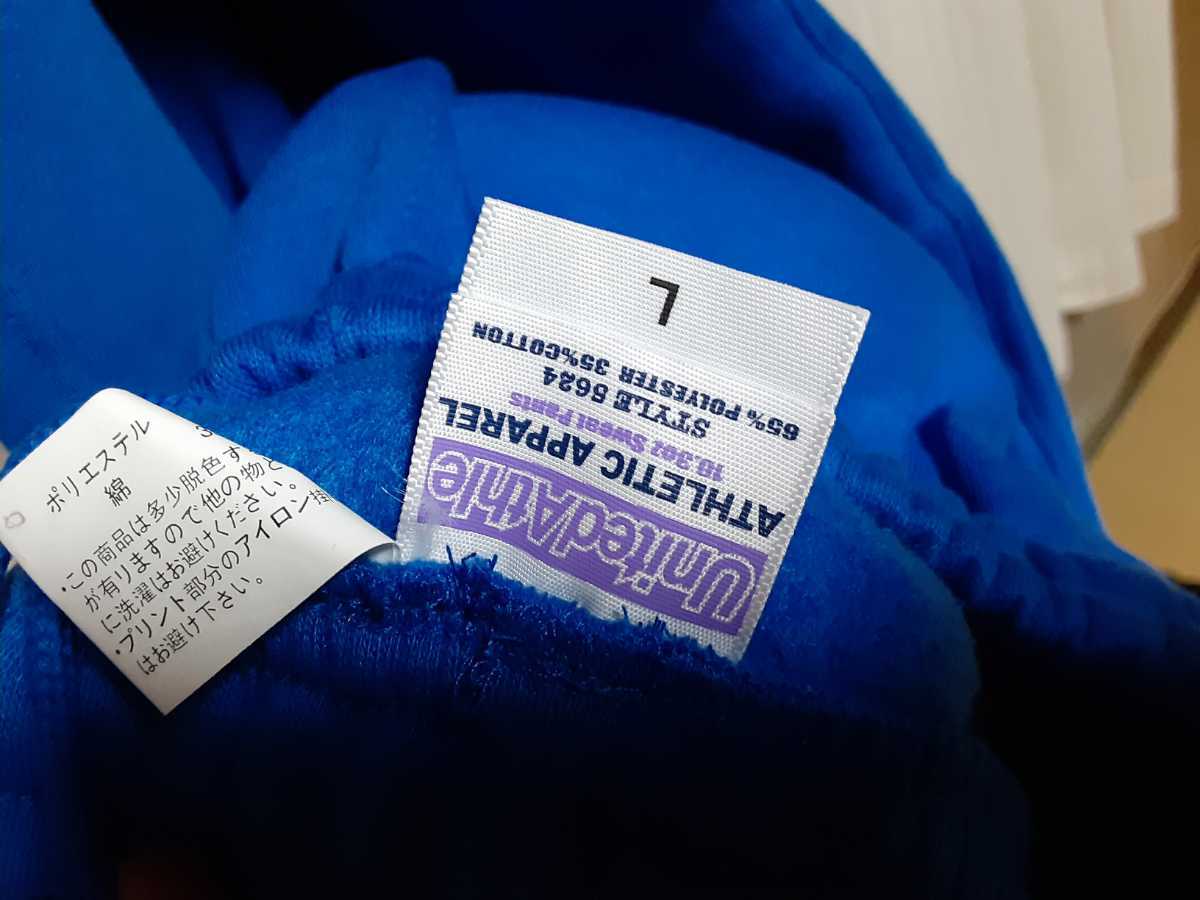 UnitedAthle
ATHLETIC APPAREL
10.2oz Sweat Pants
STYLE 5624
65% POLYESTER 35%COTTON
L
ポリエステル
綿
・この商品は多少脱色す
が有りますので他の物と
に洗濯はお避けください。
・プリント部分のアイロン掛
はお避け下さい。